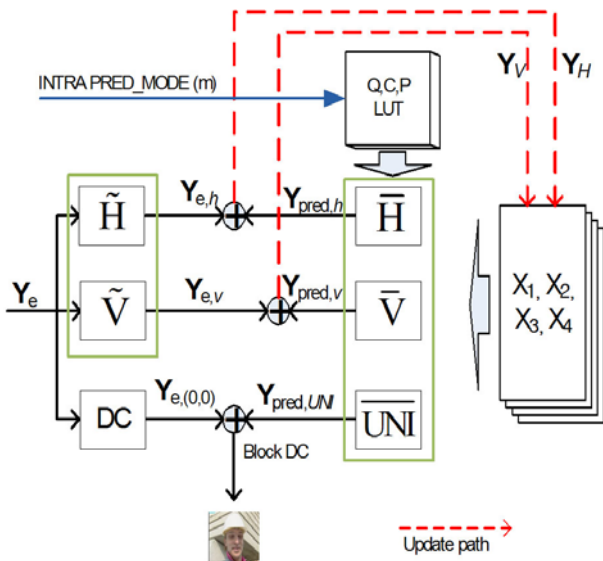 Y_V Y_H
INTRA PRED_MODE (m)
Q,C,P
LUT
Y_e,h
Y_pred,h
H̃
H̅
Y_e
Y_e,v
Y_pred,v
Ṽ
V̅
X_1, X_2,
X_3, X_4
Y_e,(0,0)
Y_pred,UNI
DC
U̅N̅I̅
Block DC
Update path